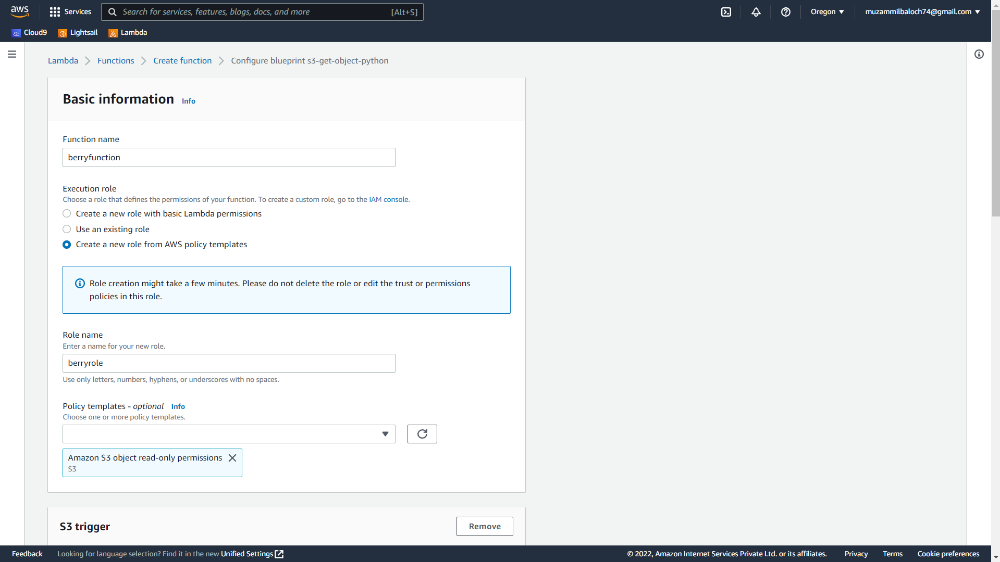 aws
Services
Search for services, features, blogs, docs, and more
[Alt+S]
Oregon
muzammilbaloch74@gmail.com
Cloud9
Lightsail
Lambda
Lambda
Functions
Create function
Configure blueprint s3-get-object-python
Basic information
Info
Function name
berryfunction
Execution role
Choose a role that defines the permissions of your function. To create a custom role, go to the IAM console.
Create a new role with basic Lambda permissions
Use an existing role
Create a new role from AWS policy templates
Role creation might take a few minutes. Please do not delete the role or edit the trust or permissions
policies in this role.
Role name
Enter a name for your new role.
berryrole
Use only letters, numbers, hyphens, or underscores with no spaces.
Policy templates - optional
Info
Choose one or more policy templates.
Amazon S3 object read-only permissions
S3
S3 trigger
Remove
Feedback
Looking for language selection? Find it in the new Unified Settings
© 2022, Amazon Internet Services Private Ltd. or its affiliates.
Privacy
Terms
Cookie preferences